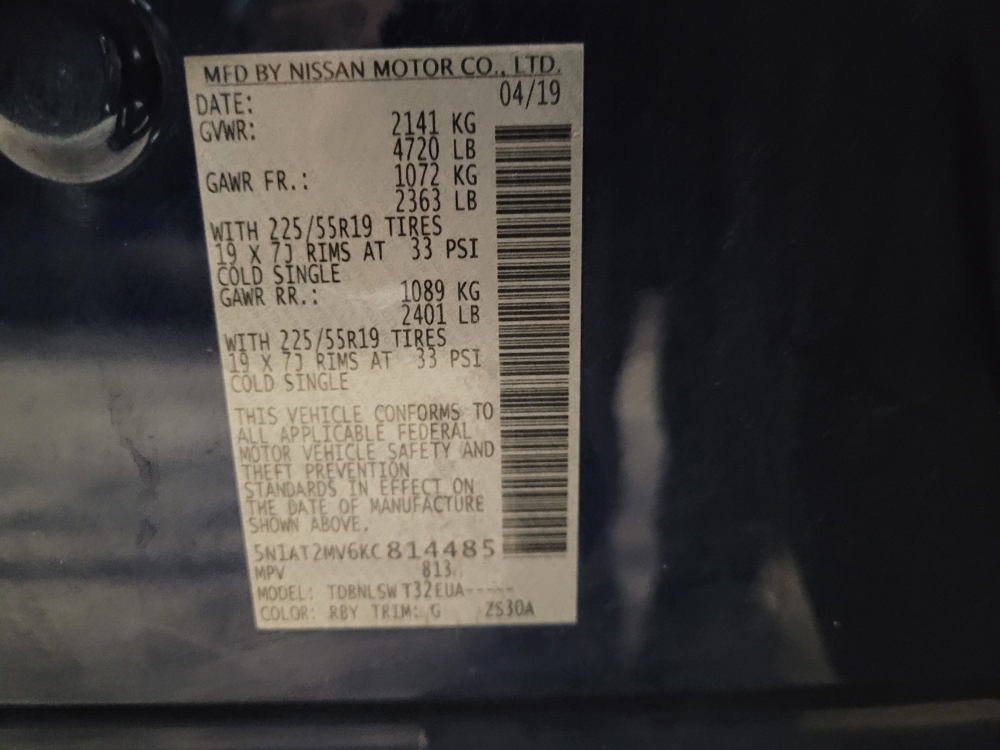 MFD BY NISSAN MOTOR CO., LTD.
DATE: 04/19
GVWR: 2141 KG
4720 LB
GAWR FR.: 1072 KG
2363 LB
WITH 225/55R19 TIRES
19 X 7J RIMS AT 33 PSI
COLD SINGLE
GAWR RR.: 1089 KG
2401 LB
WITH 225/55R19 TIRES
19 X 7J RIMS AT 33 PSI
COLD SINGLE
THIS VEHICLE CONFORMS TO
ALL APPLICABLE FEDERAL
MOTOR VEHICLE SAFETY AND
THEFT PREVENTION
STANDARDS IN EFFECT ON
THE DATE OF MANUFACTURE
SHOWN ABOVE.
5N1AT2MV6KC814485
MPV 813
MODEL: TDBNLSW T32EUA-----
COLOR: RBY TRIM: G ZS30A